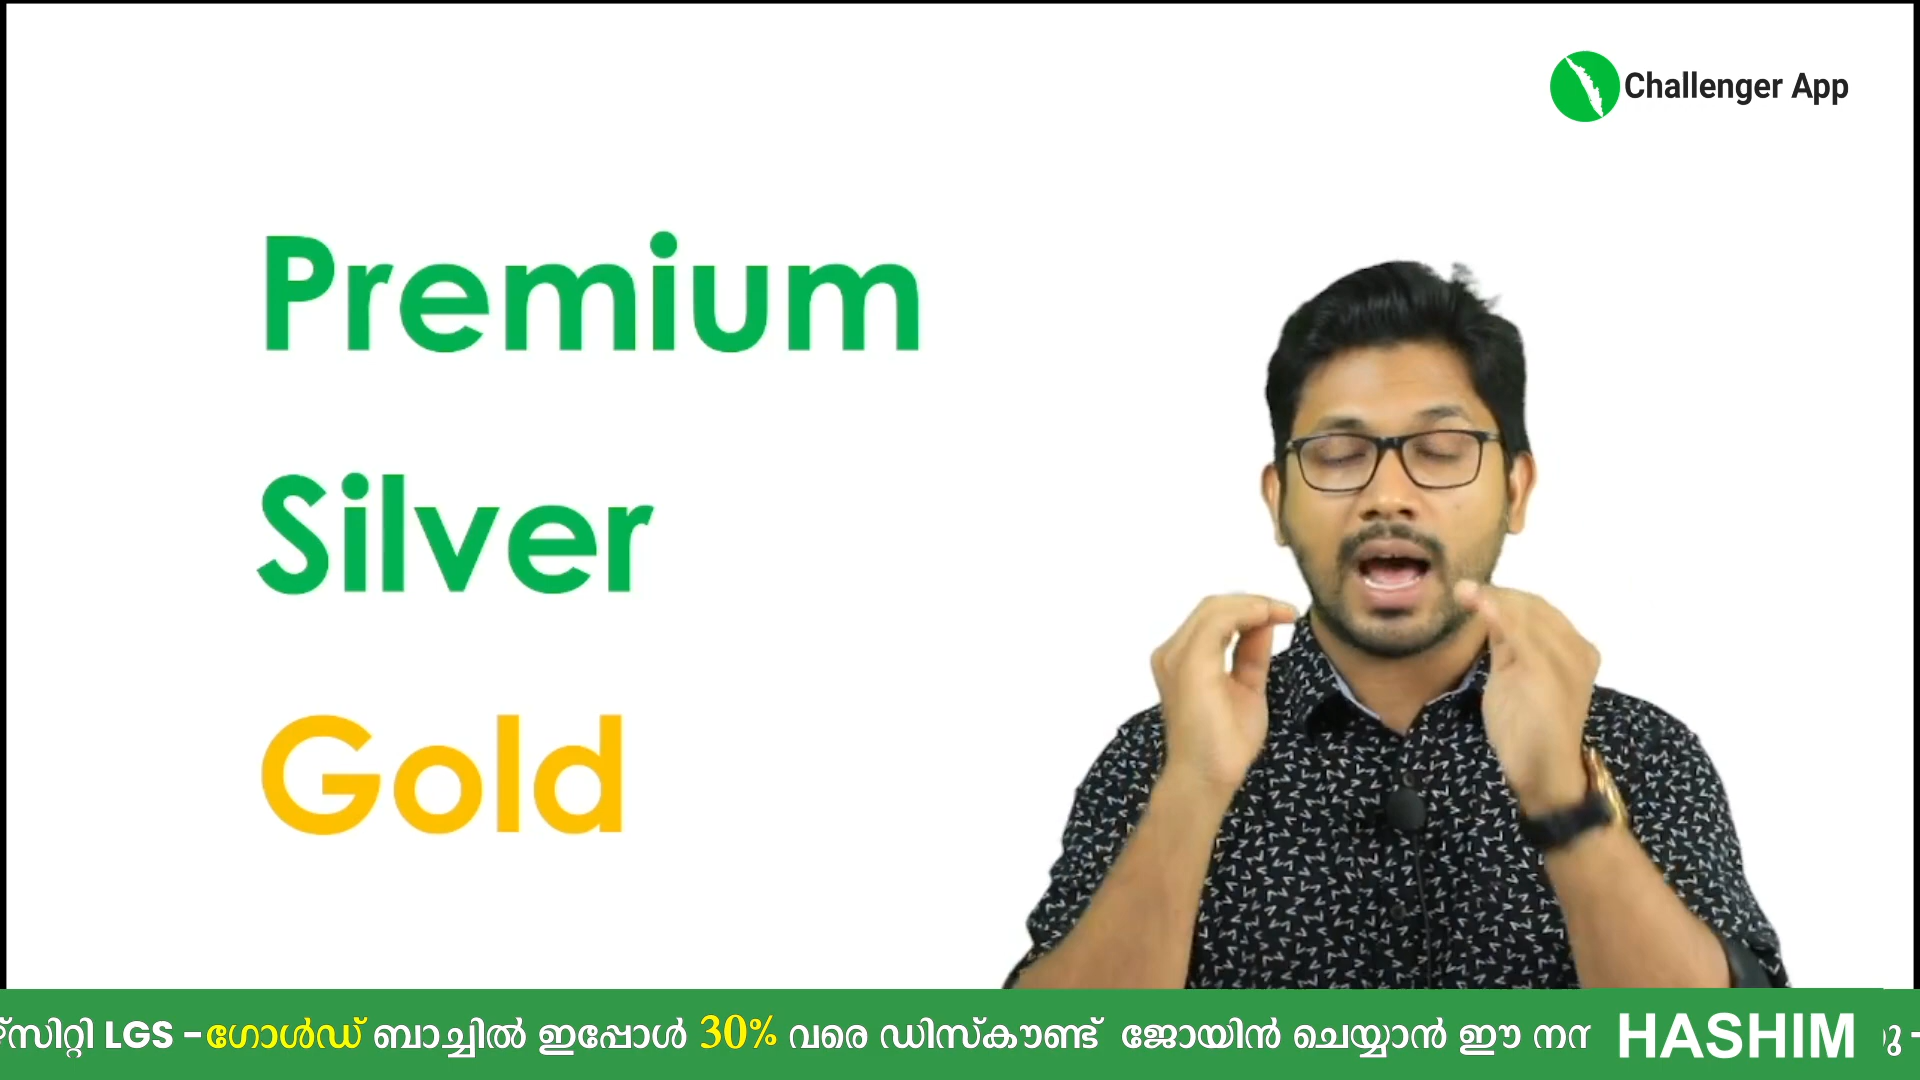 Challenger App
Premium
Silver
Gold
LGS - ഗോൾഡ് ബാച്ചിൽ ഇപ്പോൾ 30% വരെ ഡിസ്കൗണ്ട് ജോയിൻ ചെയ്യാൻ ഈ
HASHIM